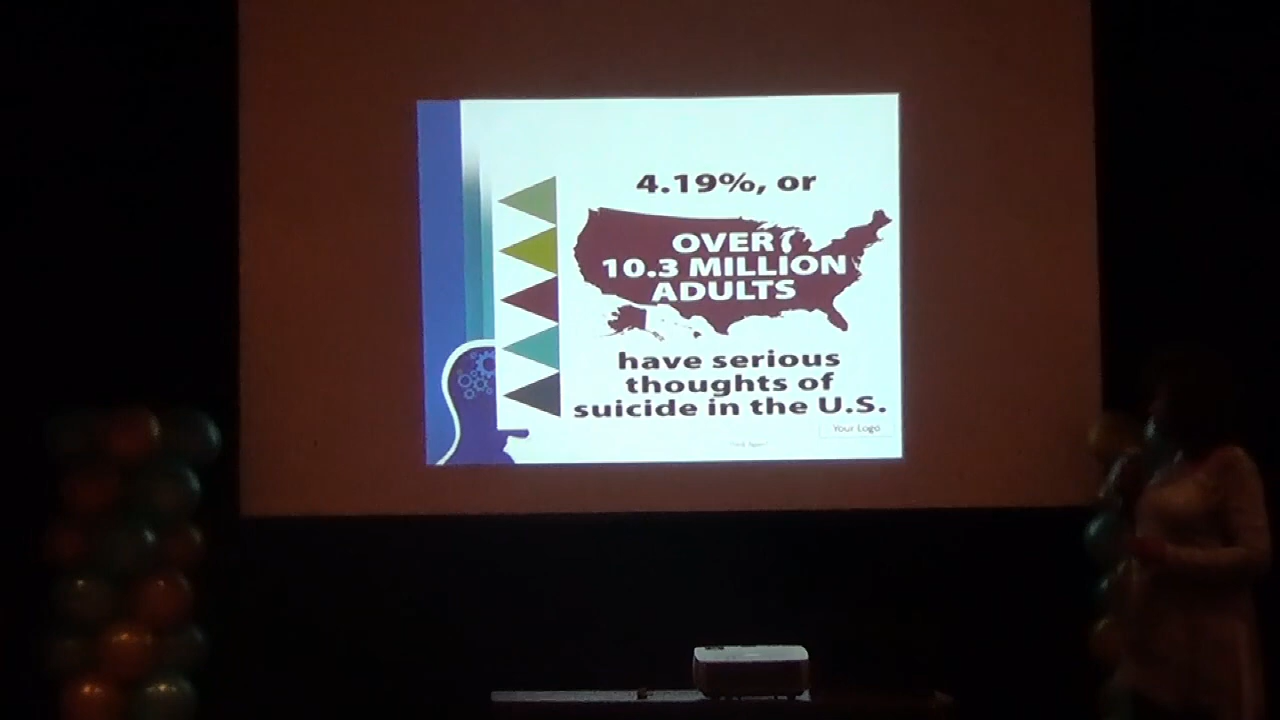 4.19%, or
OVER
10.3 MILLION
ADULTS
have serious
thoughts of
suicide in the U.S.
Your Logo